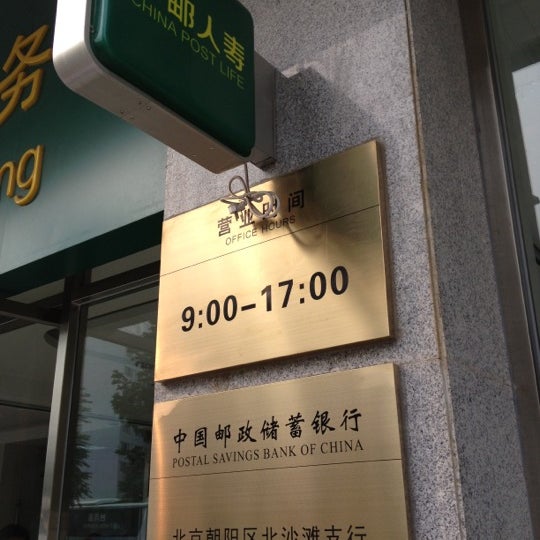 邮人寿
CHINA POST LIFE
务
ng
营业时间
OFFICE HOURS
9:00-17:00
中国邮政储蓄银行
POSTAL SAVINGS BANK OF CHINA
北京朝阳区北沙滩支行